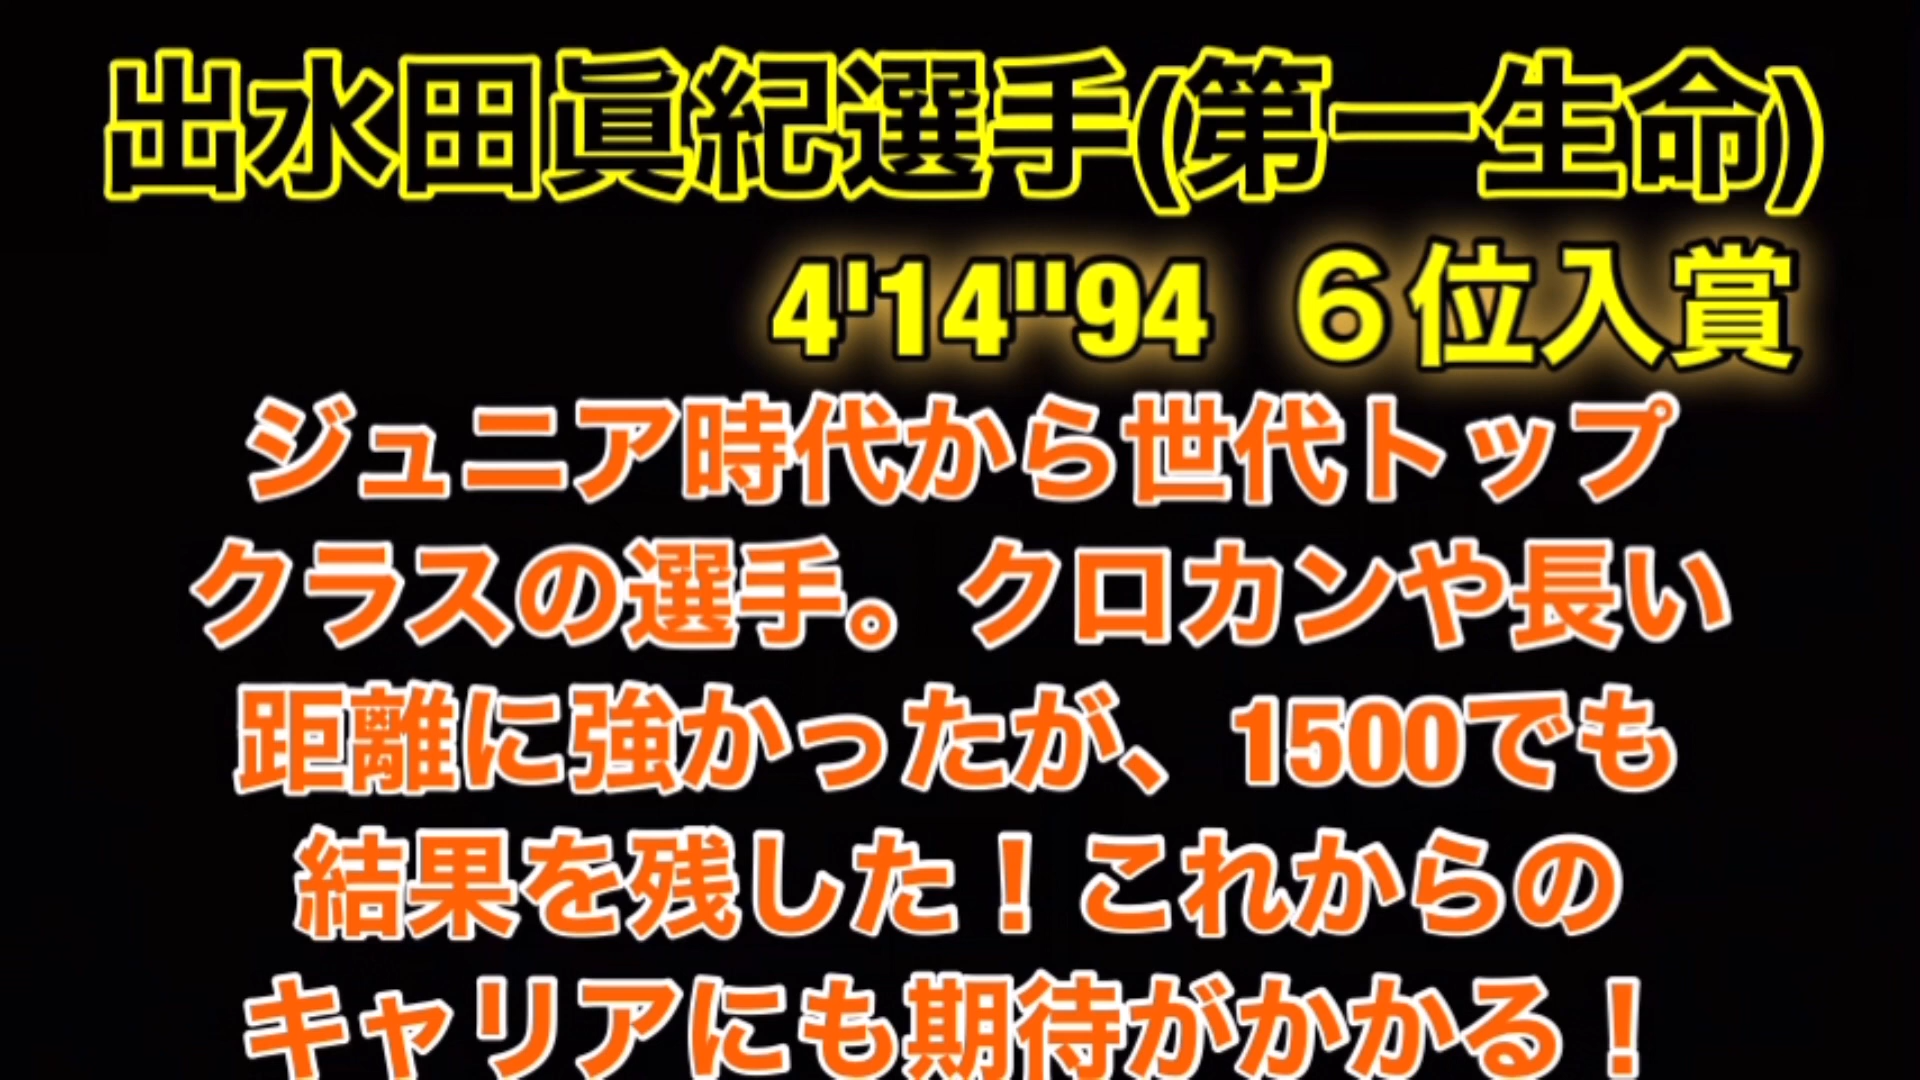 出水田眞紀選手(第一生命)
4'14"94 ６位入賞
ジュニア時代から世代トップ
クラスの選手。クロカンや長い
距離に強かったが、1500でも
結果を残した！これからの
キャリアにも期待がかかる！